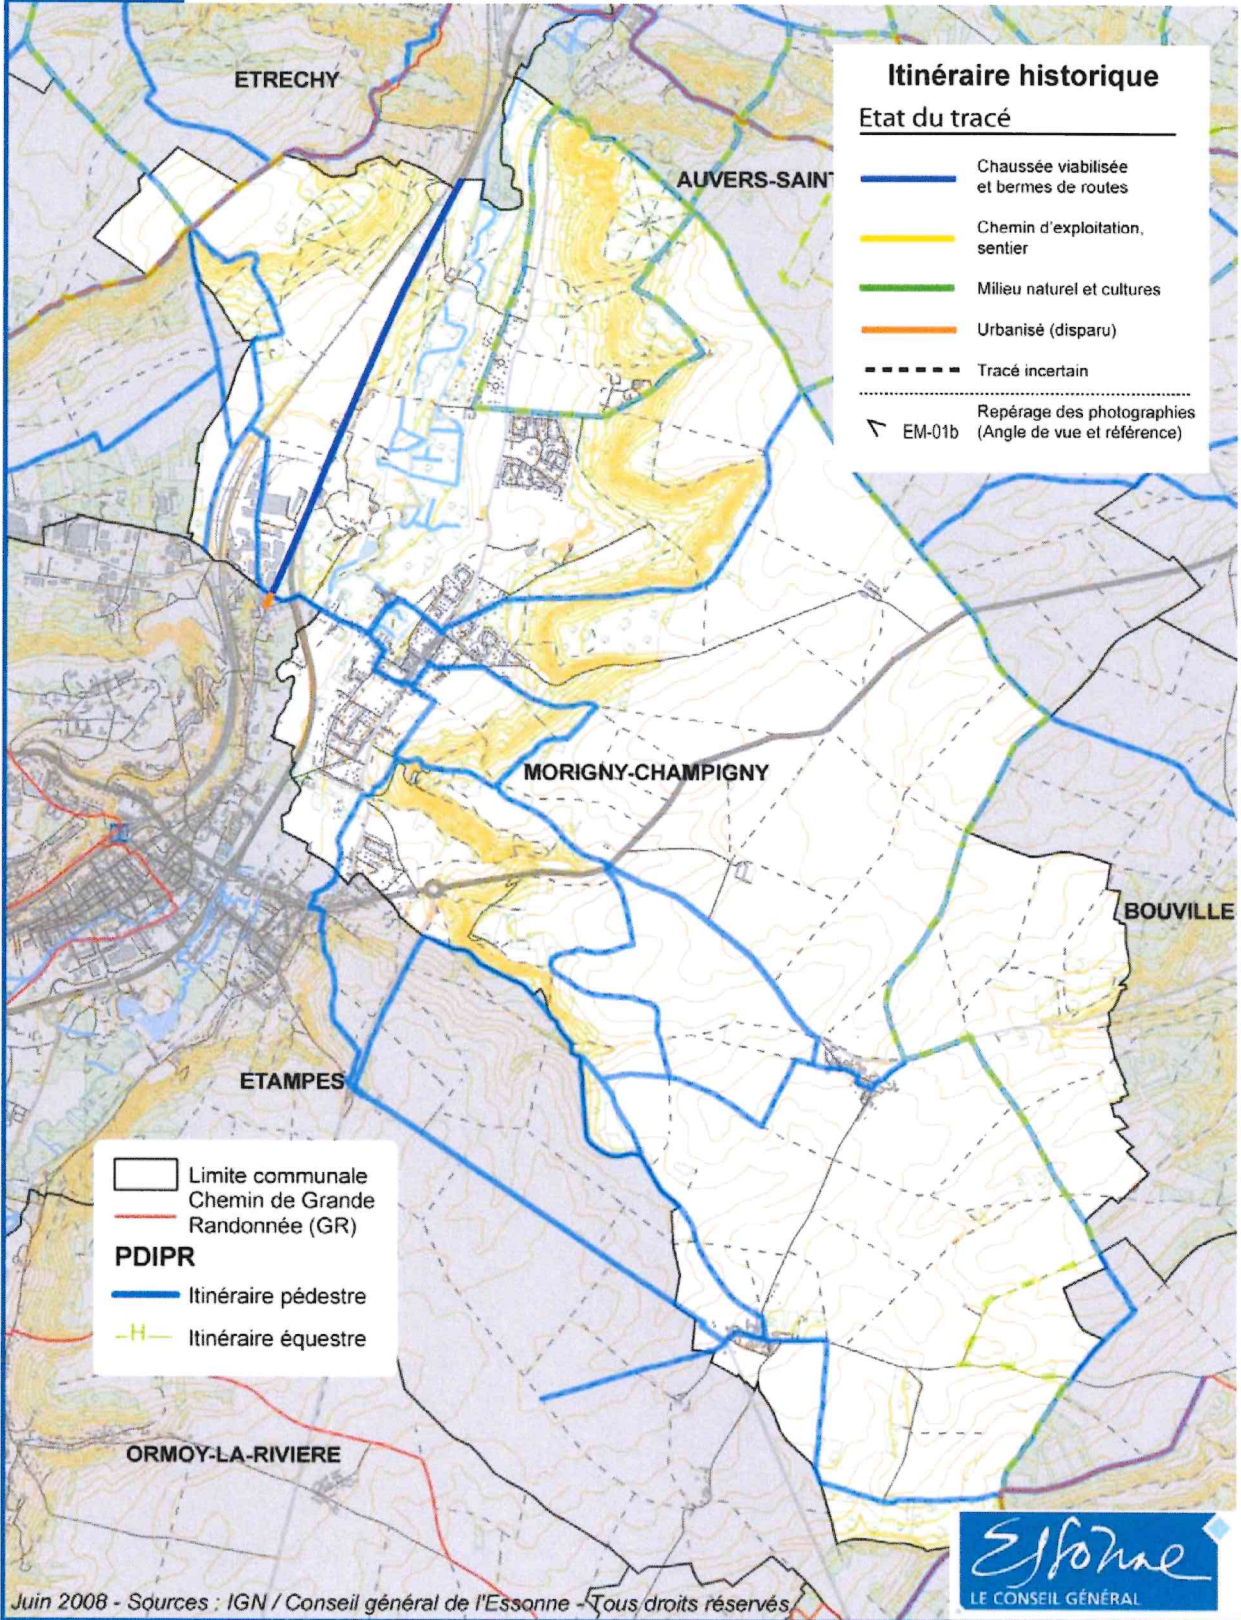 ETRECHY
Itinéraire historique
Etat du tracé
Chaussée viabilisée
et bermes de routes
Chemin d'exploitation,
sentier
Milieu naturel et cultures
Urbanisé (disparu)
Tracé incertain
EM-01b
Repérage des photographies
(Angle de vue et référence)
AUVERS-SAINT
MORIGNY-CHAMPIGNY
BOUVILLE
ETAMPES
Limite communale
Chemin de Grande
Randonnée (GR)
PDIPR
Itinéraire pédestre
-H- Itinéraire équestre
ORMOY-LA-RIVIERE
Essonne
LE CONSEIL GÉNÉRAL
Juin 2008 - Sources : IGN / Conseil général de l'Essonne - Tous droits réservés